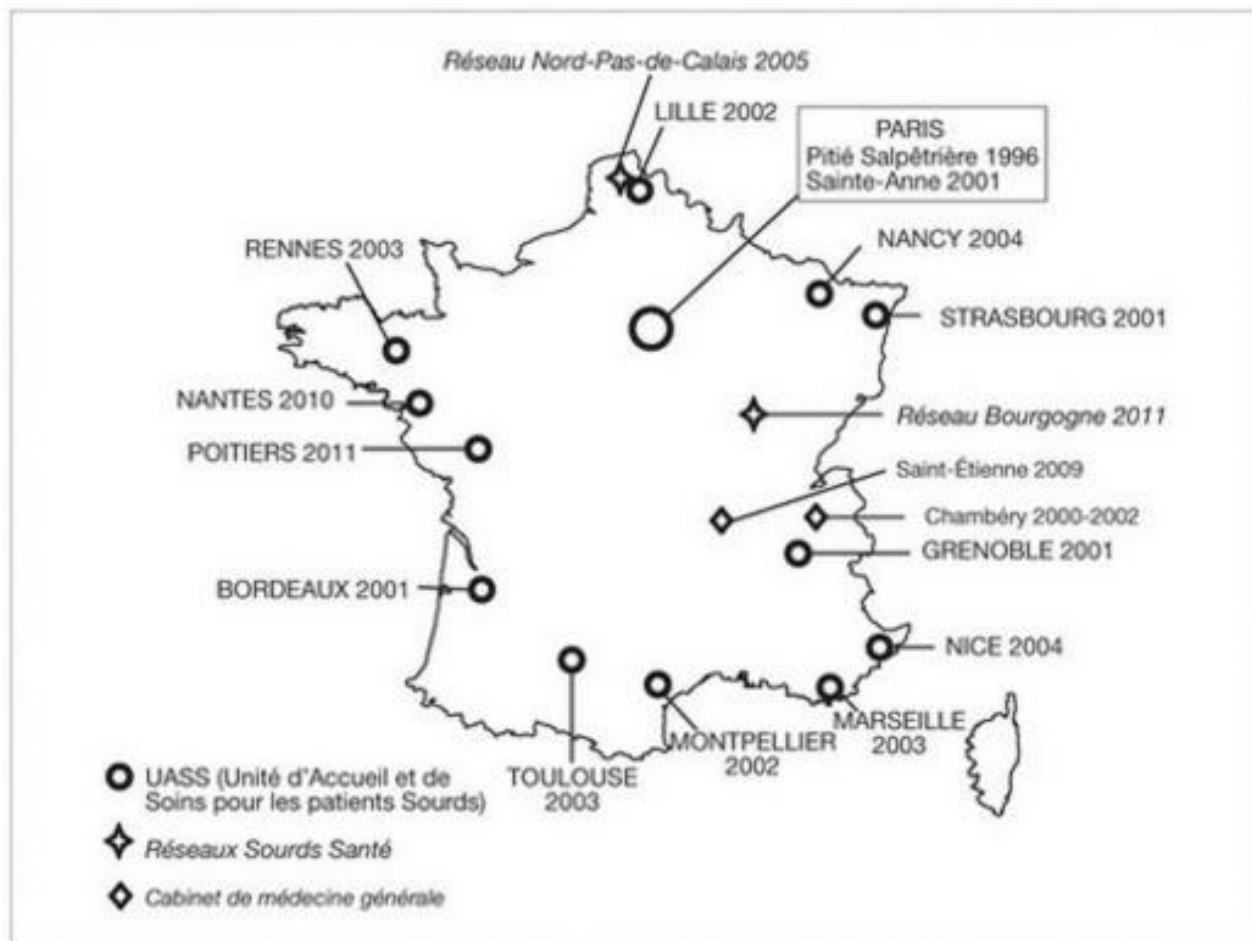 Réseau Nord-Pas-de-Calais 2005
LILLE 2002
PARIS
Pitié Salpêtrière 1996
Sainte-Anne 2001
RENNES 2003
NANCY 2004
STRASBOURG 2001
NANTES 2010
Réseau Bourgogne 2011
POITIERS 2011
Saint-Étienne 2009
Chambéry 2000-2002
GRENOBLE 2001
BORDEAUX 2001
NICE 2004
MARSEILLE
2003
MONTPELLIER
2002
TOULOUSE
2003
UASS (Unité d'Accueil et de
Soins pour les patients Sourds)
Réseaux Sourds Santé
Cabinet de médecine générale